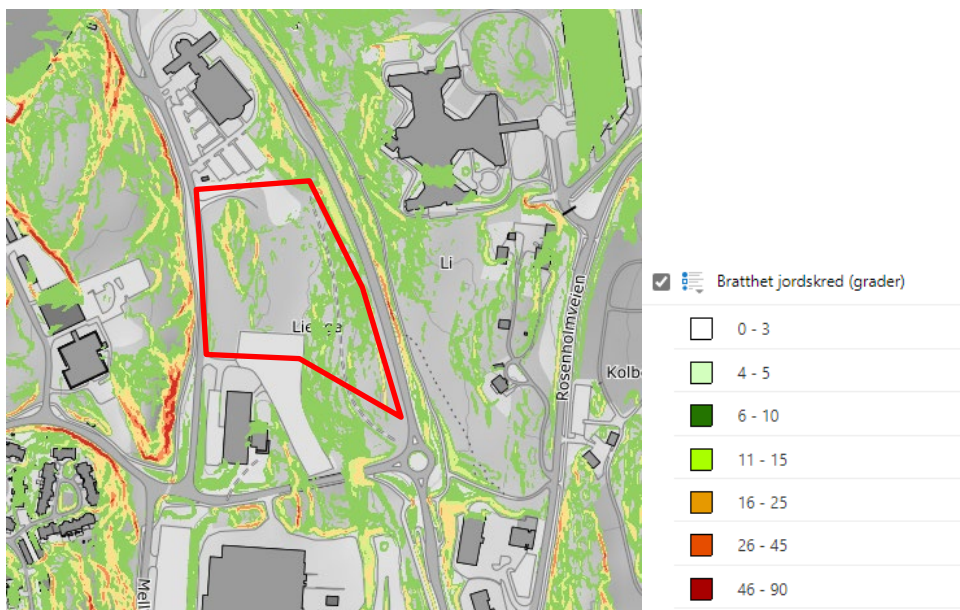 Li
Rosenholmveien
Kolb
Mell
Bratthet jordskred (grader)
0 - 3
4 - 5
6 - 10
11 - 15
16 - 25
26 - 45
46 - 90